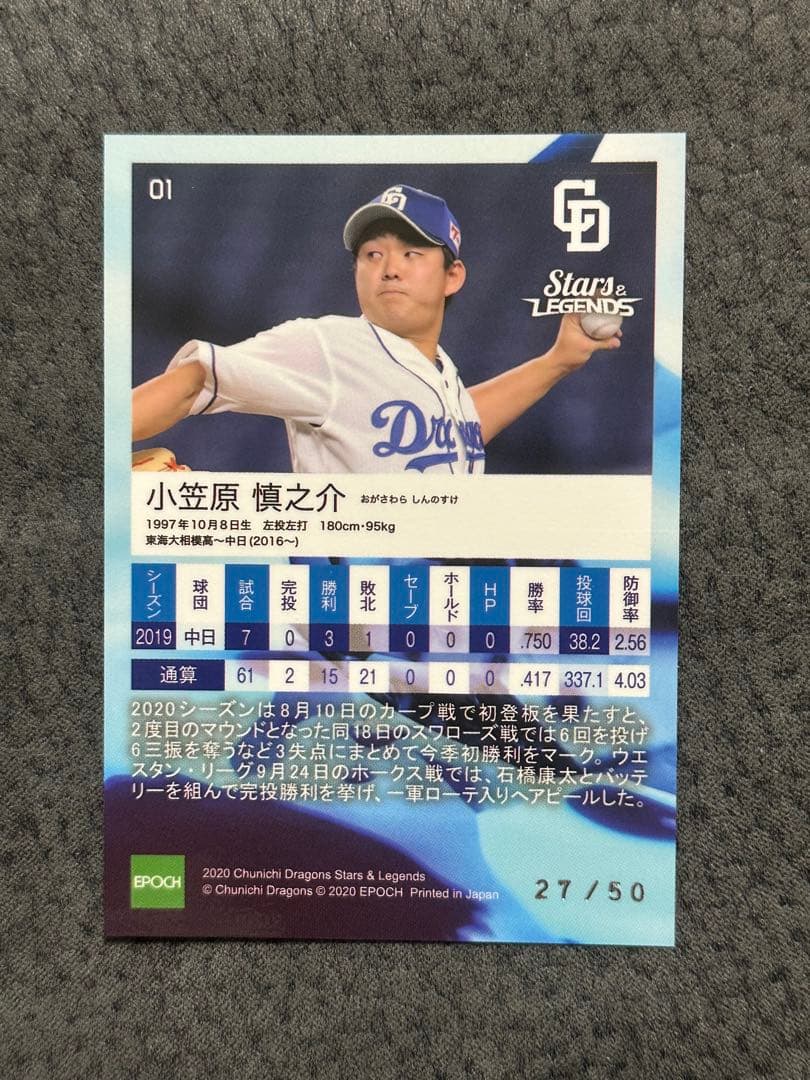 01
CD
Stars &
LEGENDS
Dragons
小笠原 慎之介 おがさわら しんのすけ
1997年10月8日生 左投左打 180cm・95kg
東海大相模高〜中日(2016〜)
シーズン 球団 試合 完投 勝利 敗北 セーブ ホールド HP 勝率 投球回 防御率
2019 中日 7 0 3 1 0 0 0 .750 38.2 2.56
通算 61 2 15 21 0 0 0 .417 337.1 4.03
2020シーズンは8月10日のカープ戦で初登板を果たすと、
2度目のマウンドとなった同18日のスワローズ戦では6回を投げ
6三振を奪うなど3失点にまとめて今季初勝利をマーク。ウエ
スタン・リーグ9月24日のホークス戦では、石橋康太とバッテ
リーを組んで完投勝利を挙げ、一軍ローテ入りへアピールした。
EPOCH
2020 Chunichi Dragons Stars & Legends
© Chunichi Dragons © 2020 EPOCH Printed in Japan
27/50